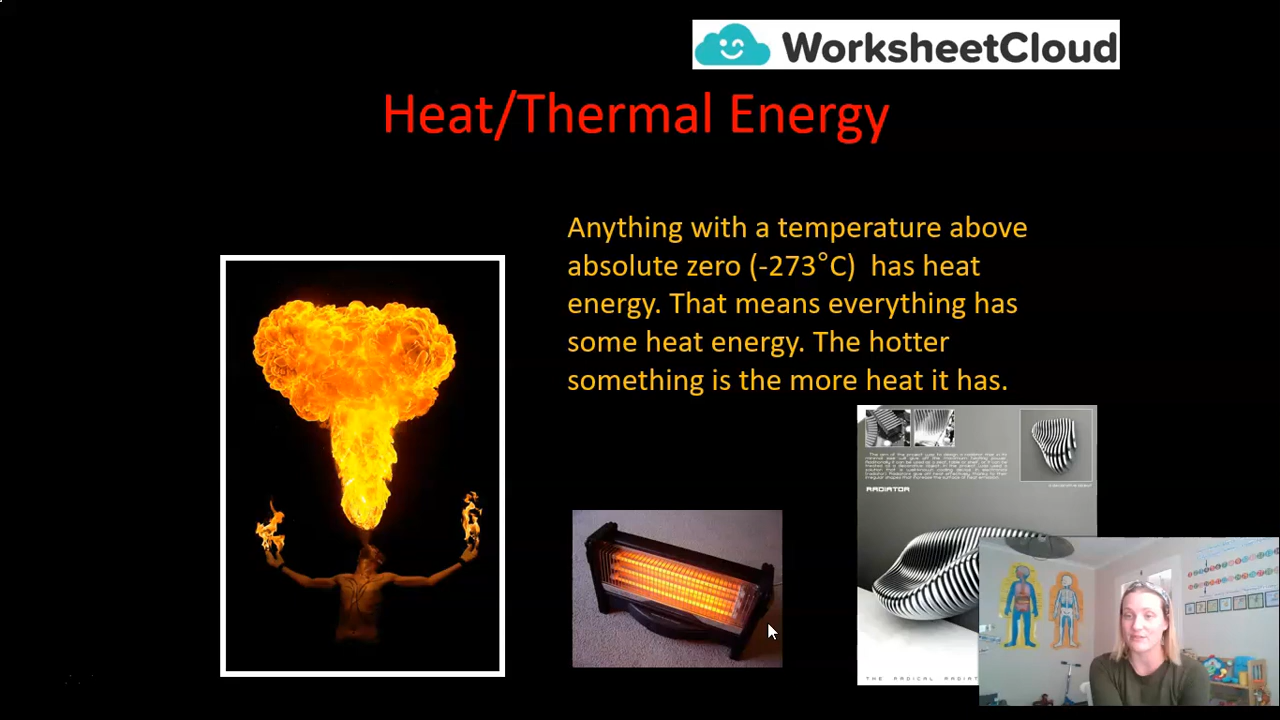 WorksheetCloud
Heat/Thermal Energy
Anything with a temperature above
absolute zero (-273°C) has heat
energy. That means everything has
some heat energy. The hotter
something is the more heat it has.
RADIATOR
THE RADICAL